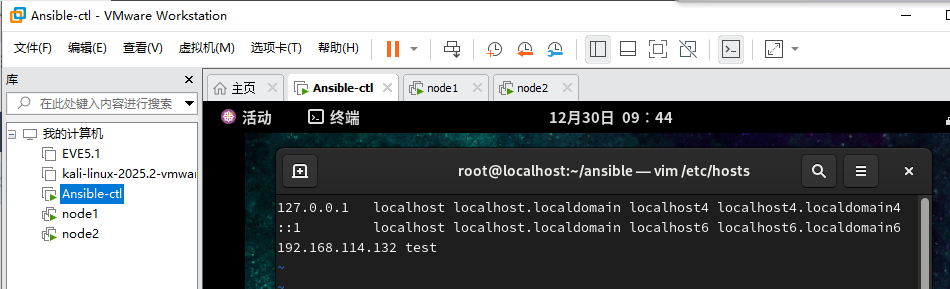 Ansible-ctl - VMware Workstation
文件(F) 编辑(E) 查看(V) 虚拟机(M) 选项卡(T) 帮助(H)
库
在此处键入内容进行搜索
我的计算机
EVE5.1
kali-linux-2025.2-vmwar
Ansible-ctl
node1
node2
主页 Ansible-ctl node1 node2
活动 终端 12月30日 09：44
root@localhost:~/ansible — vim /etc/hosts
127.0.0.1 localhost localhost.localdomain localhost4 localhost4.localdomain4
::1 localhost localhost.localdomain localhost6 localhost6.localdomain6
192.168.114.132 test
~
~